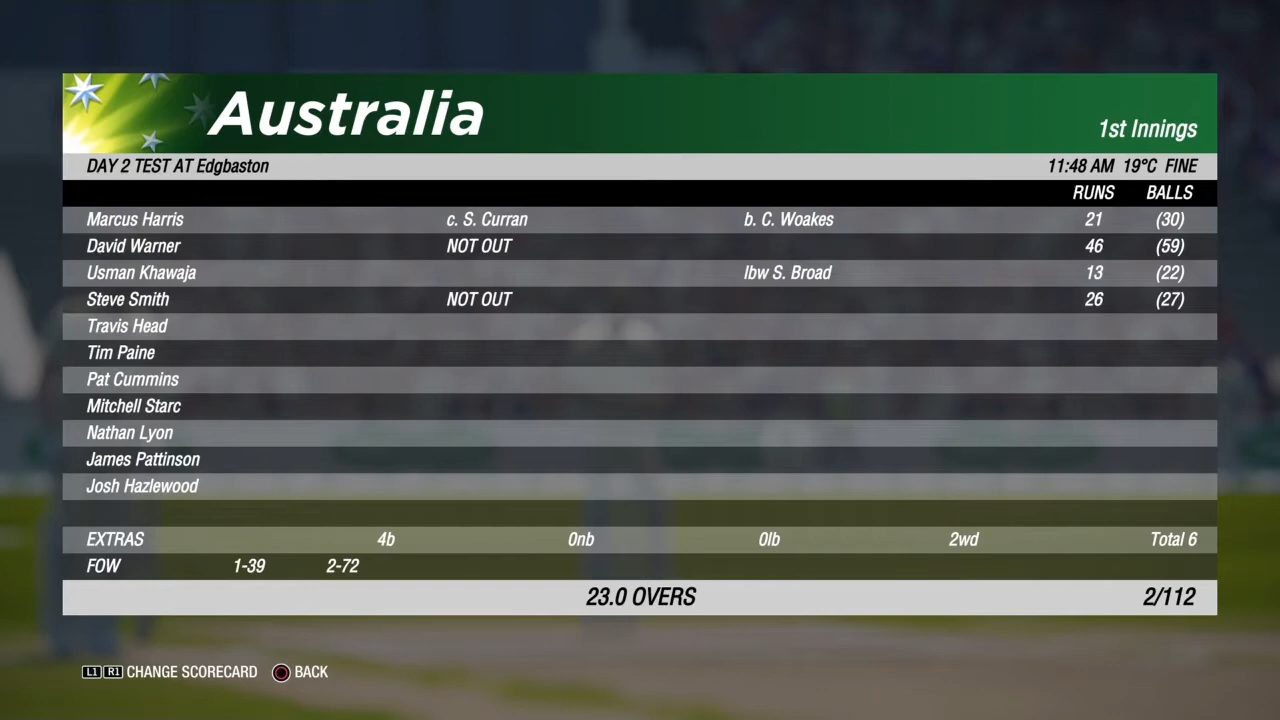 Australia
1st Innings
DAY 2 TEST AT Edgbaston 11:48 AM 19°C FINE
RUNS BALLS
Marcus Harris c. S. Curran b. C. Woakes 21 (30)
David Warner NOT OUT 46 (59)
Usman Khawaja lbw S. Broad 13 (22)
Steve Smith NOT OUT 26 (27)
Travis Head
Tim Paine
Pat Cummins
Mitchell Starc
Nathan Lyon
James Pattinson
Josh Hazlewood
EXTRAS 4b 0nb 0lb 2wd Total 6
FOW 1-39 2-72
23.0 OVERS 2/112
L1 R1 CHANGE SCORECARD BACK